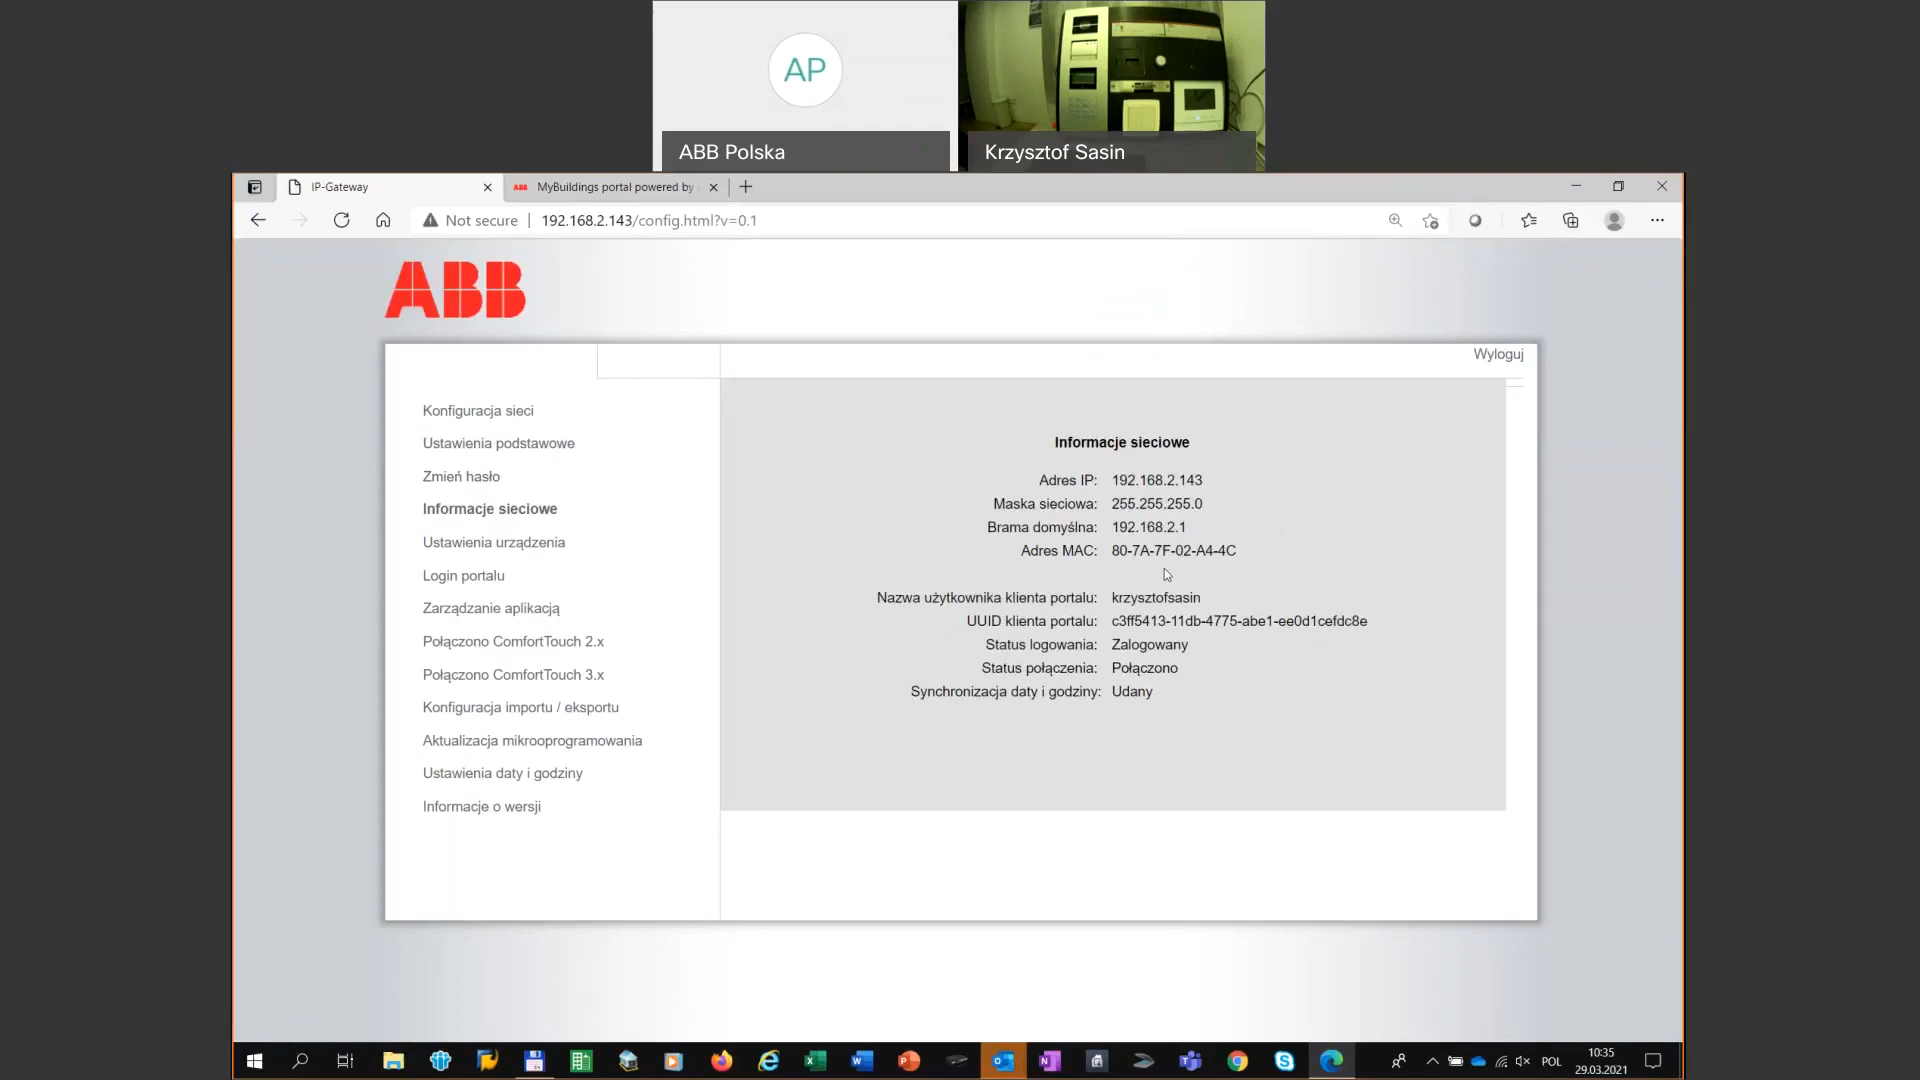 AP
ABB Polska
Krzysztof Sasin
IP-Gateway
ABB MyBuildings portal powered by
Not secure | 192.168.2.143/config.html?v=0.1
ABB
Wyloguj
Konfiguracja sieci
Ustawienia podstawowe
Zmień hasło
Informacje sieciowe
Ustawienia urządzenia
Login portalu
Zarządzanie aplikacją
Połączono ComfortTouch 2.x
Połączono ComfortTouch 3.x
Konfiguracja importu / eksportu
Aktualizacja mikrooprogramowania
Ustawienia daty i godziny
Informacje o wersji
Informacje sieciowe
Adres IP: 192.168.2.143
Maska sieciowa: 255.255.255.0
Brama domyślna: 192.168.2.1
Adres MAC: 80-7A-7F-02-A4-4C
Nazwa użytkownika klienta portalu: krzysztofsasin
UUID klienta portalu: c3ff5413-11db-4775-abe1-ee0d1cefdc8e
Status logowania: Zalogowany
Status połączenia: Połączono
Synchronizacja daty i godziny: Udany
POL
10:35
29.03.2021